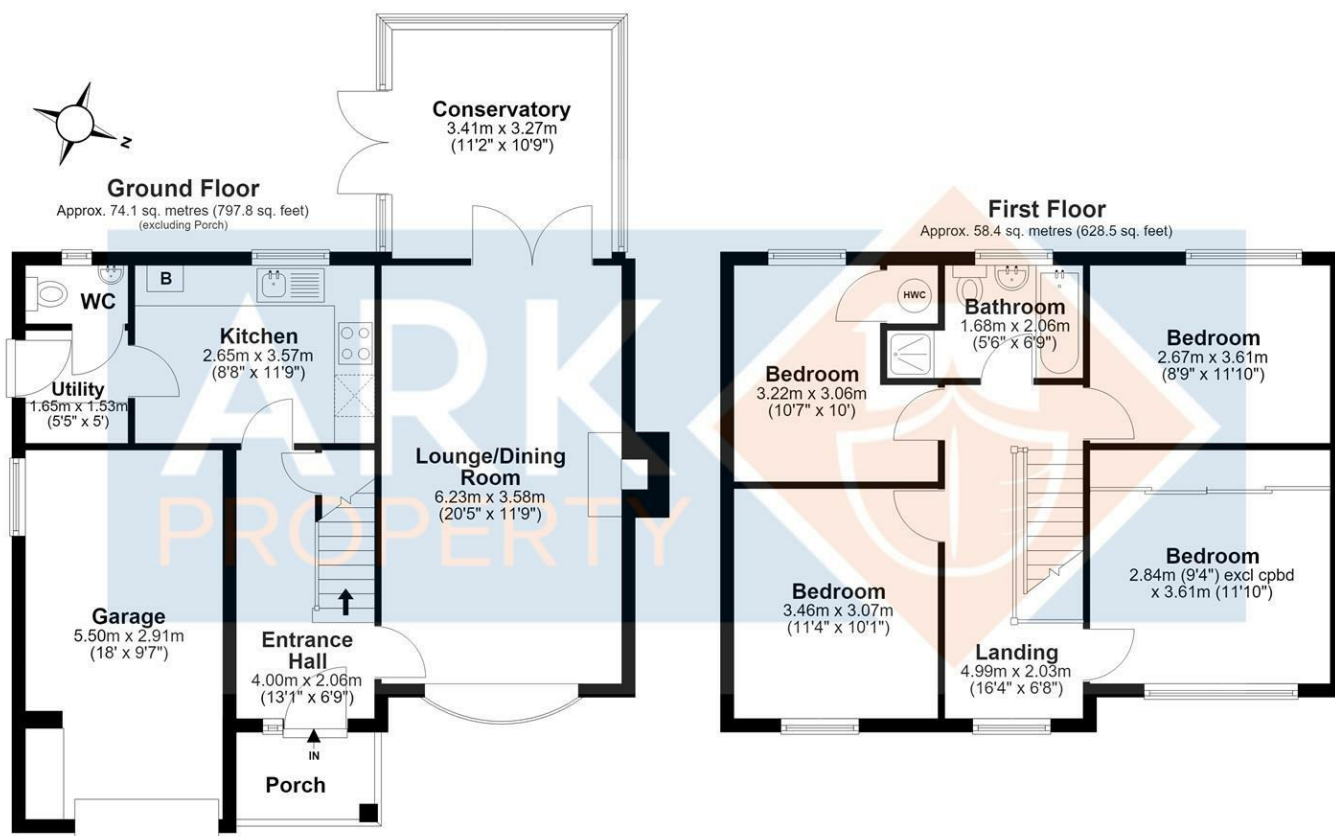 Conservatory
3.41m x 3.27m
(11'2" x 10'9")
N
Ground Floor
Approx. 74.1 sq. metres (797.8 sq. feet)
(excluding Porch)
WC
B
Kitchen
2.65m x 3.57m
(8'8" x 11'9")
Utility
1.65m x 1.53m
(5'5" x 5')
Lounge/Dining
Room
6.23m x 3.58m
(20'5" x 11'9")
Garage
5.50m x 2.91m
(18' x 9'7")
Entrance
Hall
4.00m x 2.06m
(13'1" x 6'9")
IN
Porch
First Floor
Approx. 58.4 sq. metres (628.5 sq. feet)
HWC
Bathroom
1.68m x 2.06m
(5'6" x 6'9")
Bedroom
2.67m x 3.61m
(8'9" x 11'10")
Bedroom
3.22m x 3.06m
(10'7" x 10')
Bedroom
3.46m x 3.07m
(11'4" x 10'1")
Bedroom
2.84m (9'4") excl cpbd
x 3.61m (11'10")
Landing
4.99m x 2.03m
(16'4" x 6'8")
ARK
PROPERTY